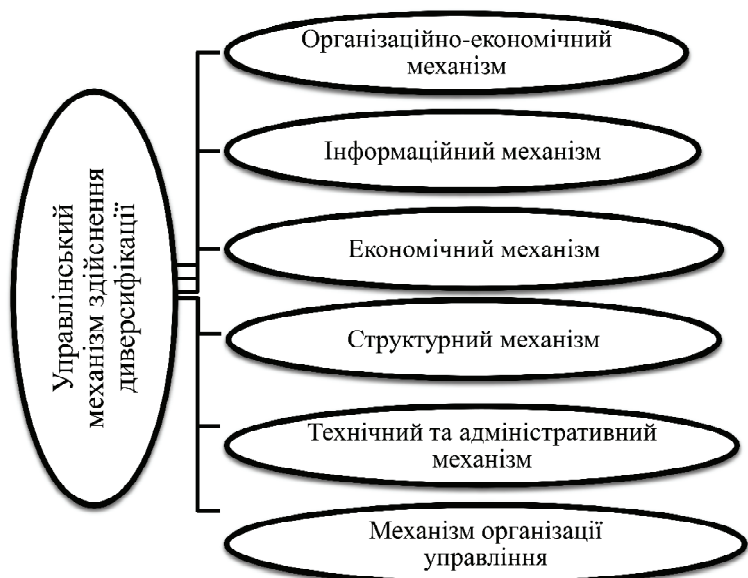 Управлінський
механізм здійснення
диверсифікації
Організаційно-економічний
механізм
Інформаційний механізм
Економічний механізм
Структурний механізм
Технічний та адміністративний
механізм
Механізм організації
управління